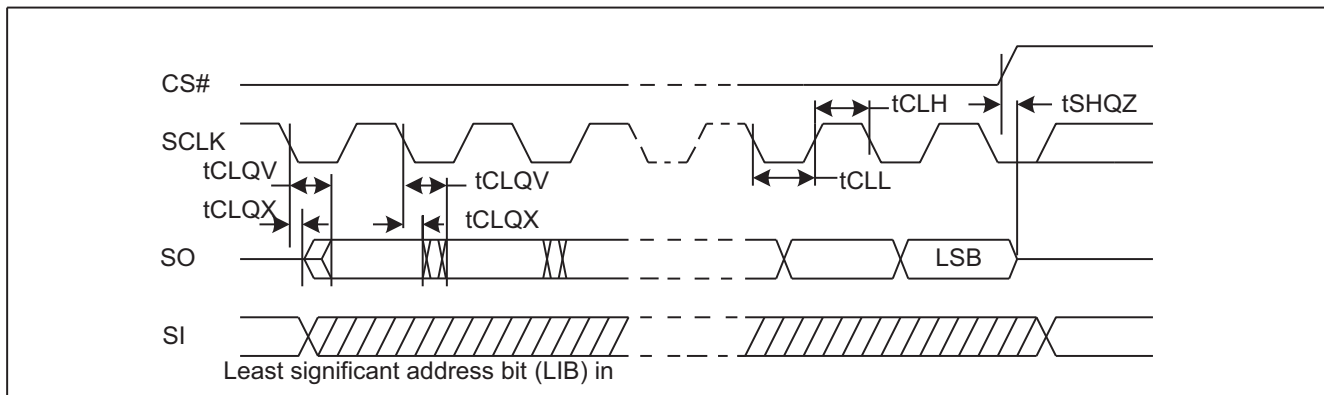 CS#
tCLH
tSHQZ
SCLK
tCLQV
tCLQV
tCLL
tCLQX
tCLQX
SO
LSB
SI
Least significant address bit (LIB) in